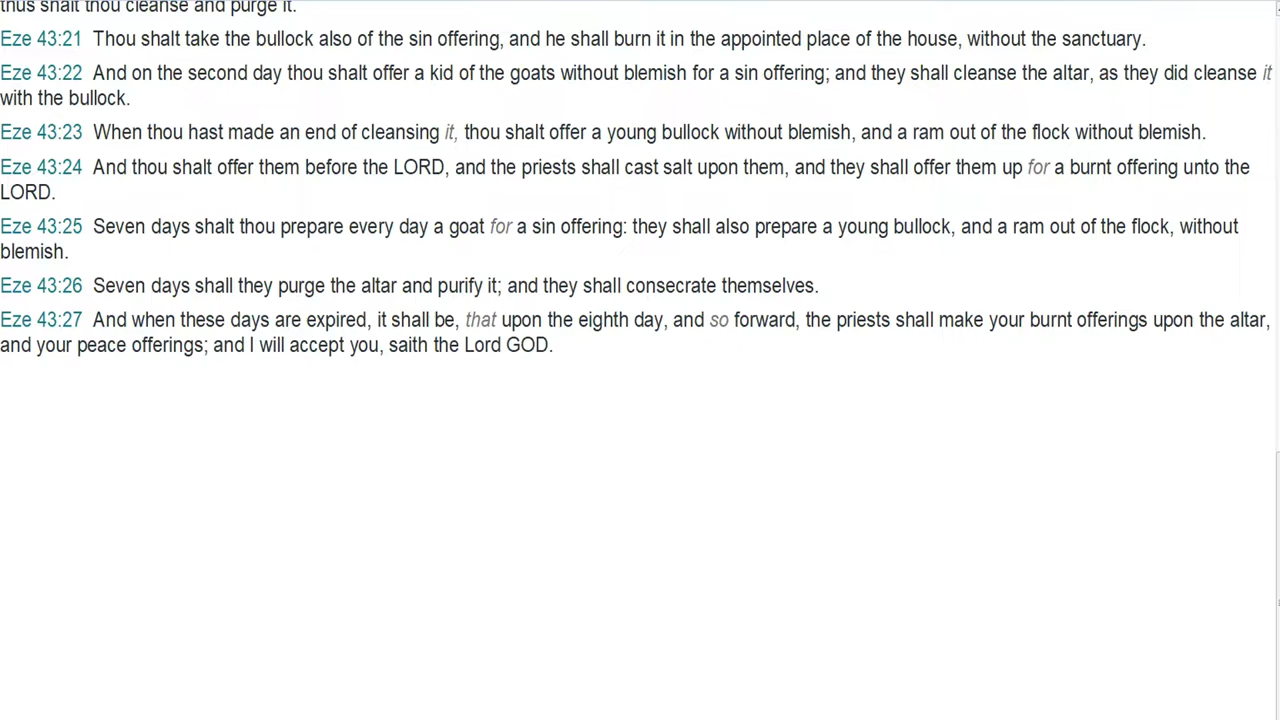 thus shalt thou cleanse and purge it.
Eze 43:21 Thou shalt take the bullock also of the sin offering, and he shall burn it in the appointed place of the house, without the sanctuary.
Eze 43:22 And on the second day thou shalt offer a kid of the goats without blemish for a sin offering; and they shall cleanse the altar, as they did cleanse it
with the bullock.
Eze 43:23 When thou hast made an end of cleansing it, thou shalt offer a young bullock without blemish, and a ram out of the flock without blemish.
Eze 43:24 And thou shalt offer them before the LORD, and the priests shall cast salt upon them, and they shall offer them up for a burnt offering unto the
LORD.
Eze 43:25 Seven days shalt thou prepare every day a goat for a sin offering: they shall also prepare a young bullock, and a ram out of the flock, without
blemish.
Eze 43:26 Seven days shall they purge the altar and purify it; and they shall consecrate themselves.
Eze 43:27 And when these days are expired, it shall be, that upon the eighth day, and so forward, the priests shall make your burnt offerings upon the altar,
and your peace offerings; and I will accept you, saith the Lord GOD.